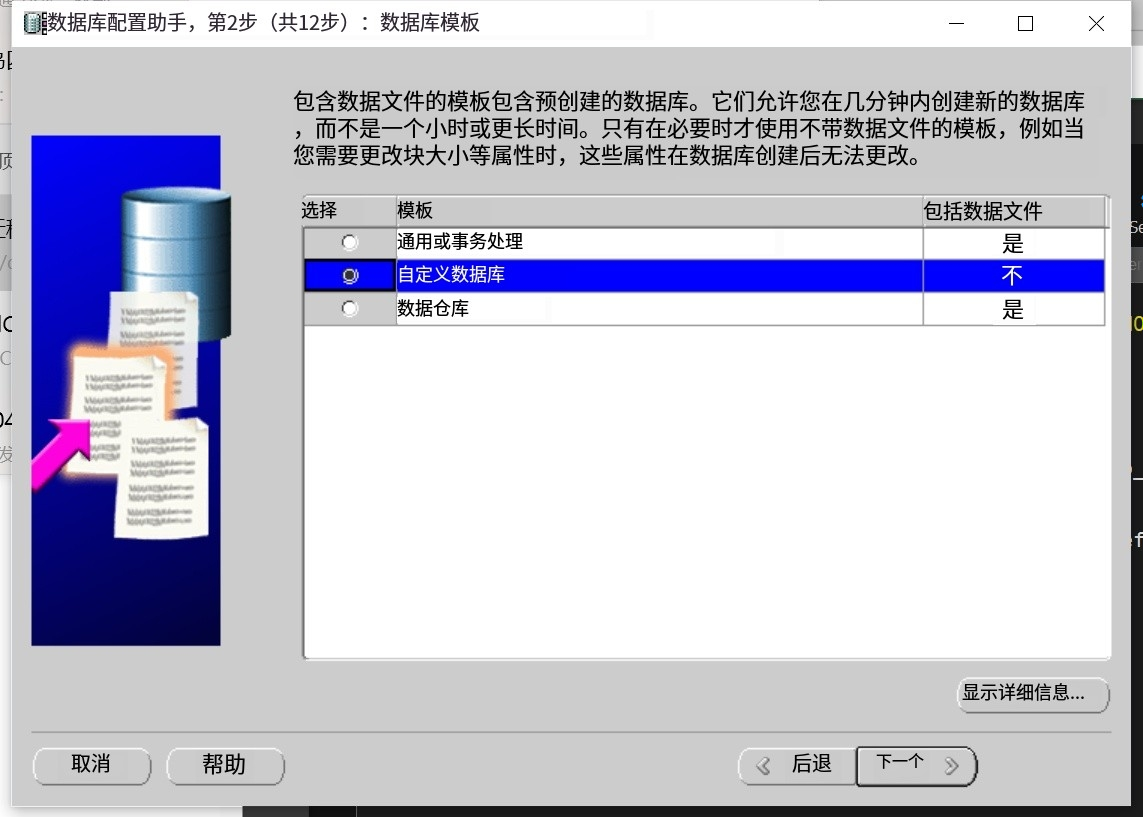 数据库配置助手，第2步（共12步）：数据库模板
包含数据文件的模板包含预创建的数据库。它们允许您在几分钟内创建新的数据库
，而不是一个小时或更长时间。只有在必要时才使用不带数据文件的模板，例如当
您需要更改块大小等属性时，这些属性在数据库创建后无法更改。
选择 模板 包括数据文件
通用或事务处理 是
自定义数据库 不
数据仓库 是
显示详细信息...
取消 帮助 后退 下一个